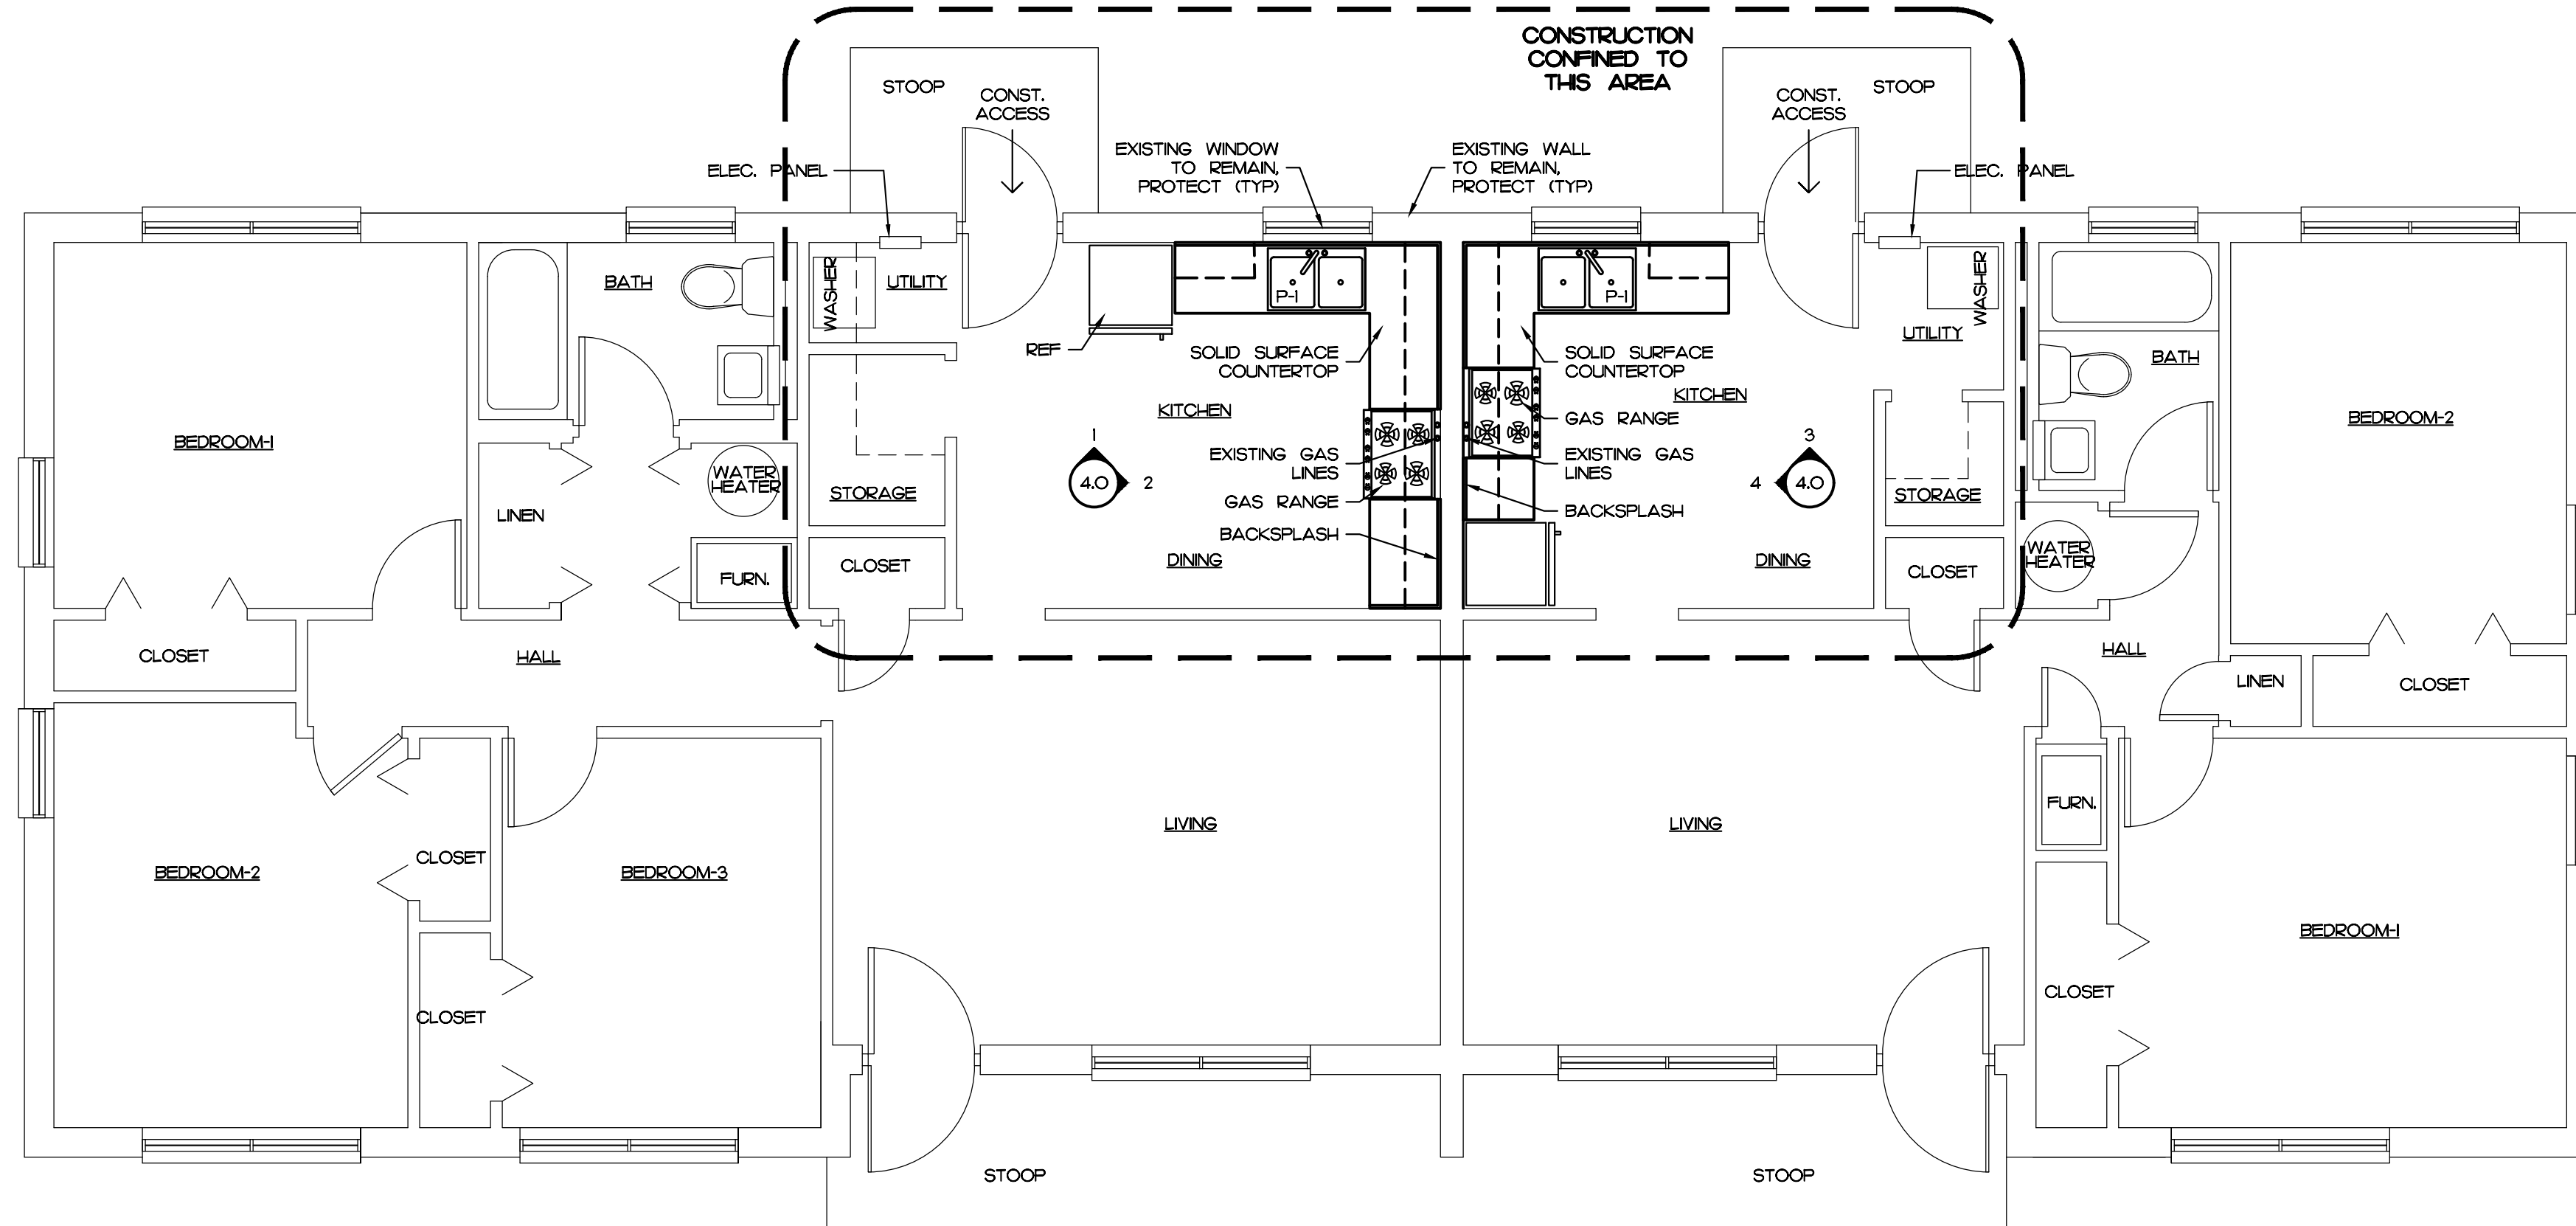 CONSTRUCTION
CONFINED TO
THIS AREA
STOOP
CONST.
ACCESS
CONST.
ACCESS
STOOP
EXISTING WINDOW
TO REMAIN,
PROTECT (TYP)
EXISTING WALL
TO REMAIN,
PROTECT (TYP)
ELEC. PANEL
ELEC. PANEL
BATH
WASHER
UTILITY
P-1
P-1
WASHER
UTILITY
REF
SOLID SURFACE
COUNTERTOP
SOLID SURFACE
COUNTERTOP
BATH
KITCHEN
KITCHEN
GAS RANGE
BEDROOM-1
BEDROOM-2
1
4.0
2
EXISTING GAS
LINES
EXISTING GAS
LINES
3
4
4.0
WATER
HEATER
STORAGE
GAS RANGE
BACKSPLASH
STORAGE
LINEN
BACKSPLASH
DINING
DINING
FURN.
CLOSET
CLOSET
WATER
HEATER
CLOSET
HALL
HALL
LINEN
CLOSET
LIVING
LIVING
FURN.
BEDROOM-2
CLOSET
BEDROOM-3
BEDROOM-1
CLOSET
CLOSET
STOOP
STOOP